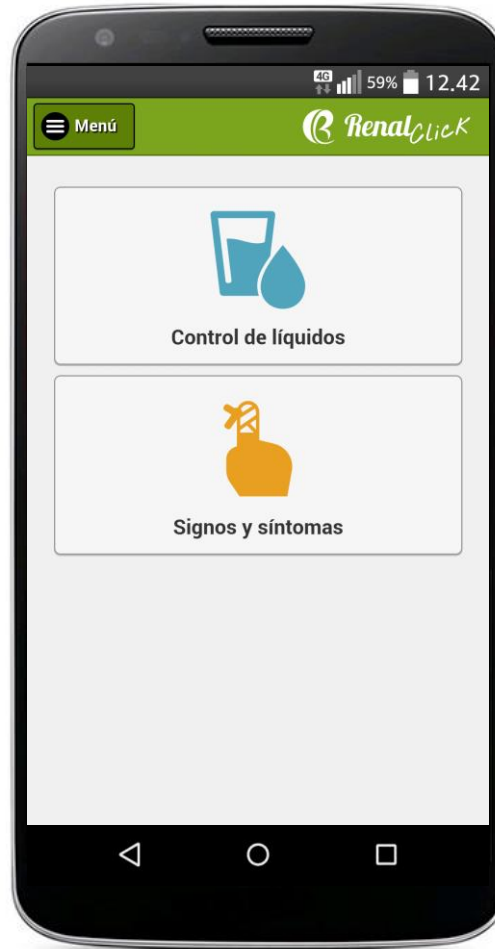 4G 59% 12.42
Menú RenalClick
Control de líquidos
Signos y síntomas